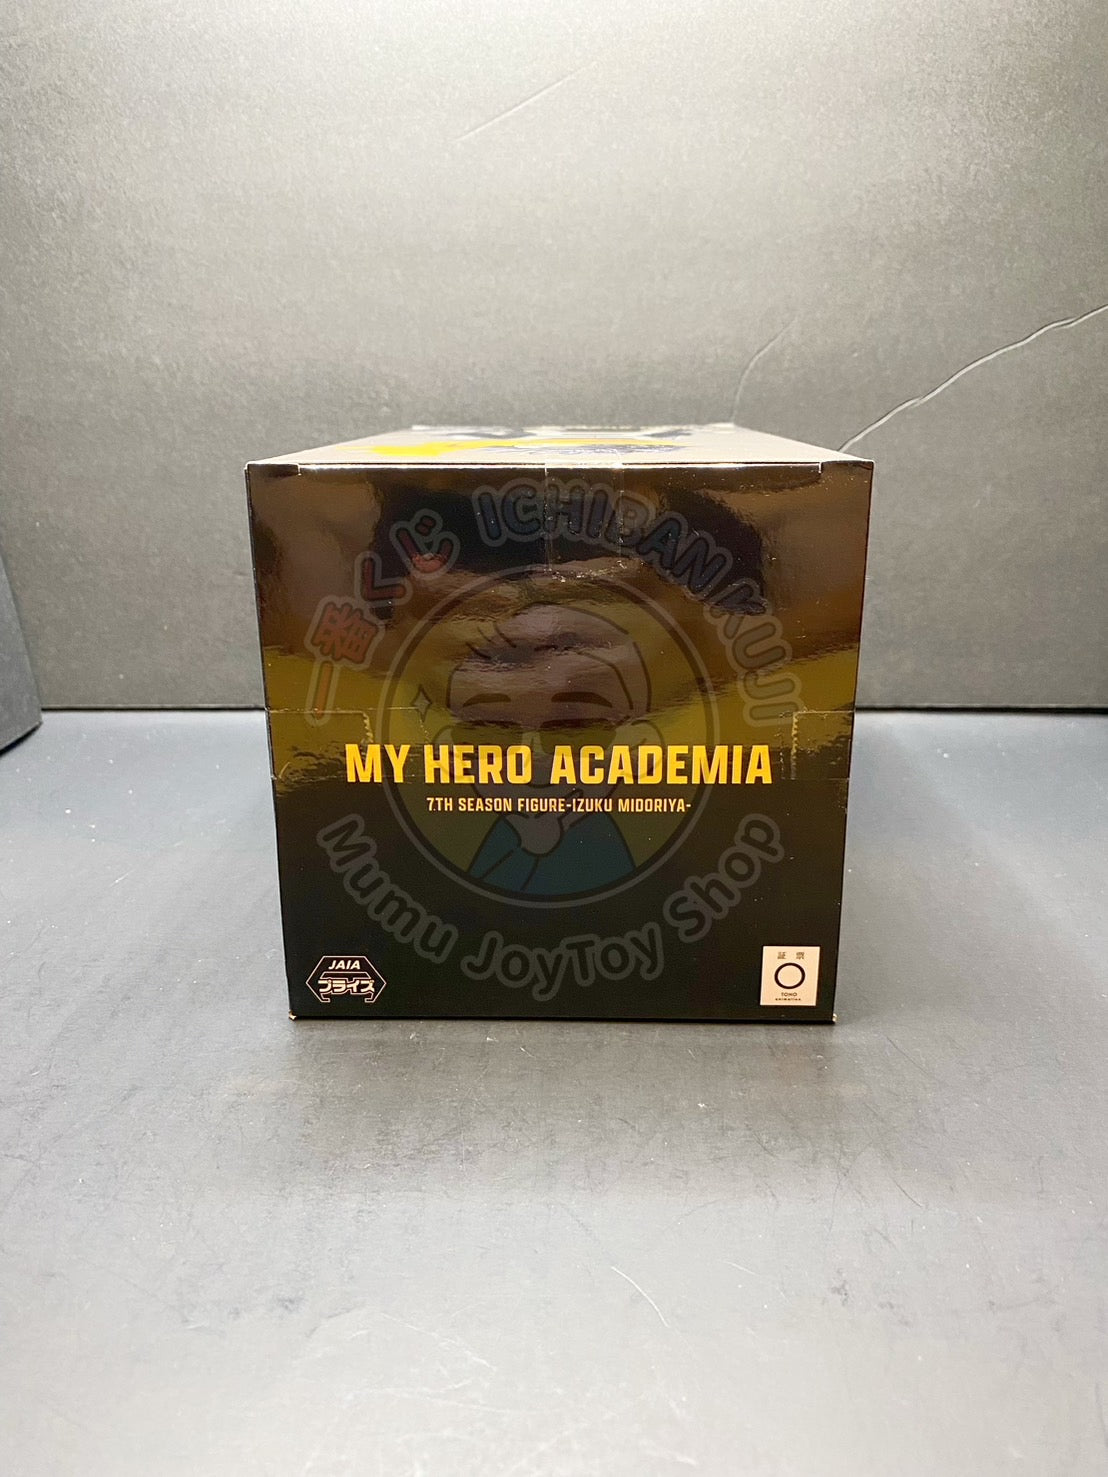 一番くじ ICHIBAN KUJI
MY HERO ACADEMIA
7TH SEASON FIGURE-IZUKU MIDORIYA-
Mumu JoyToy Shop
JAIA
プライズ
証票
TOHO
animation